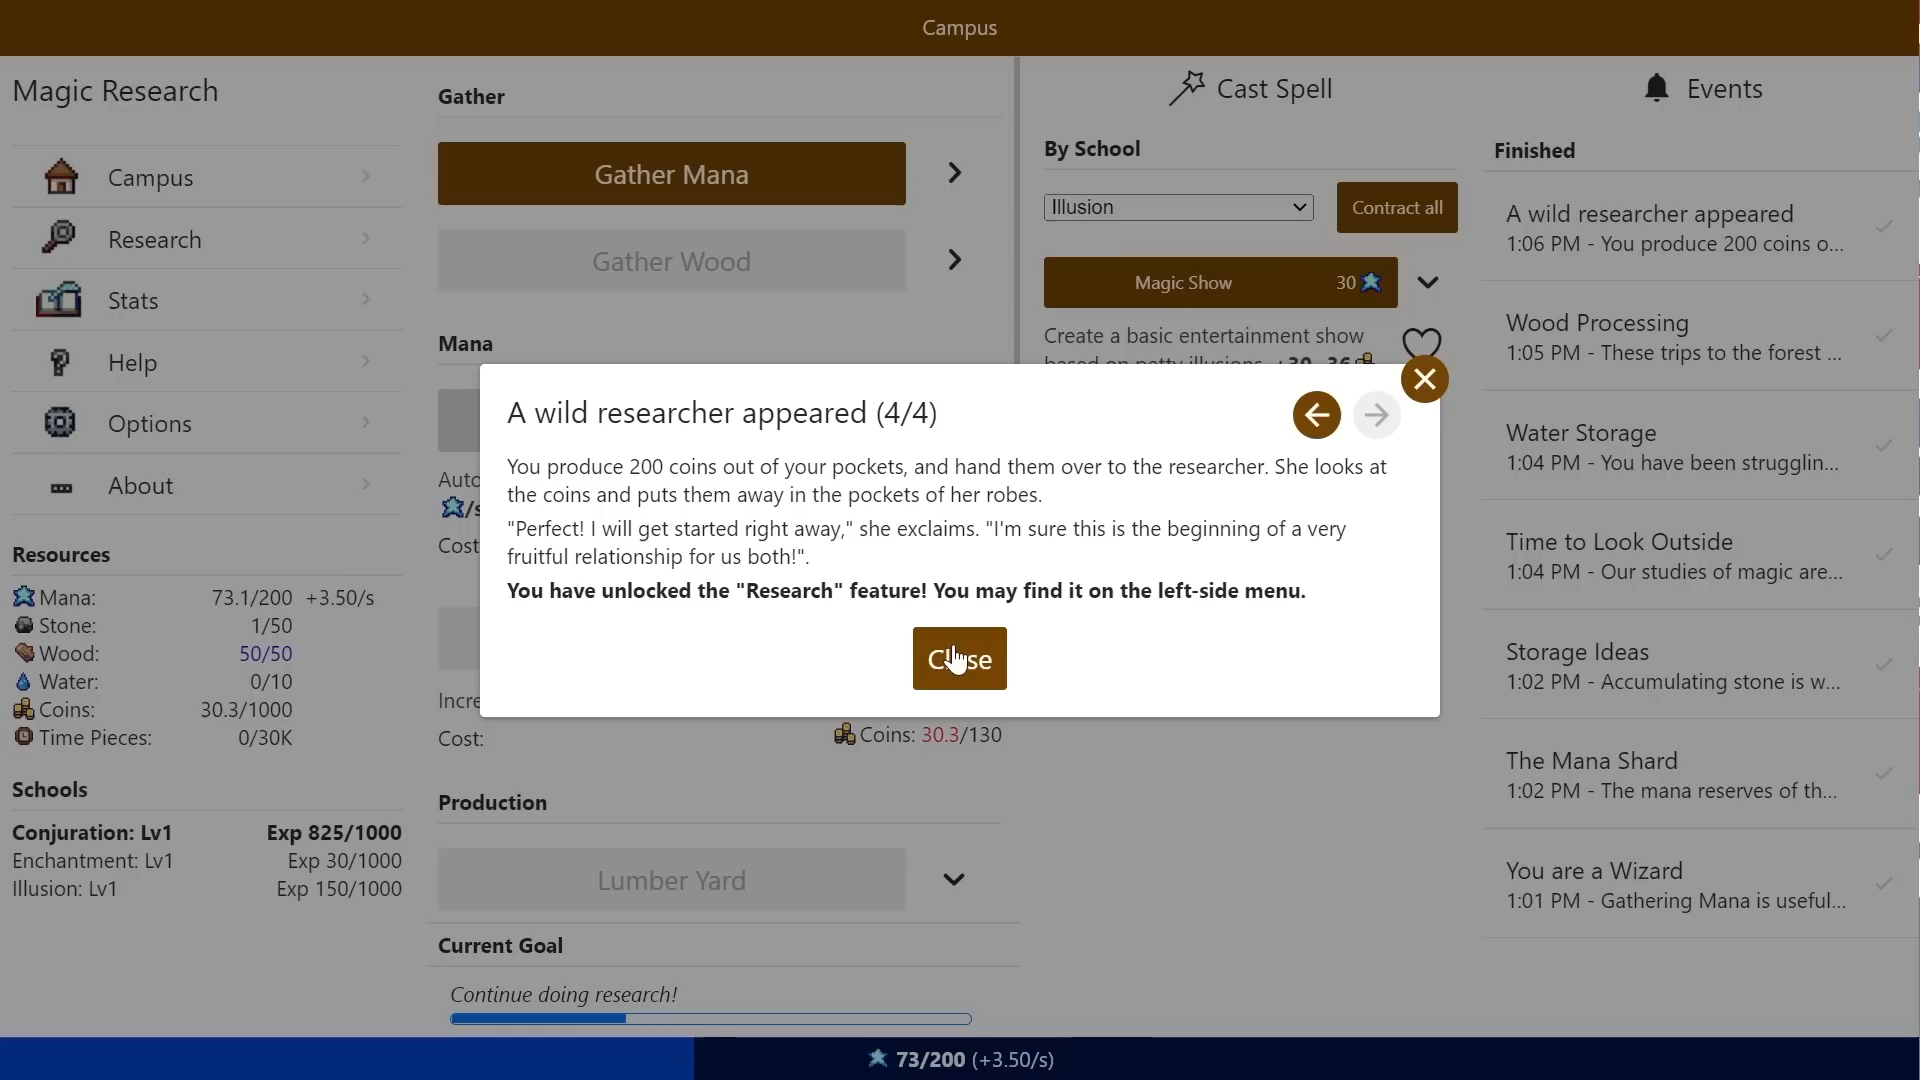 Campus
Magic Research
Campus
Research
Stats
Help
Options
About
Resources
Mana: 73.1/200 +3.50/s
Stone: 1/50
Wood: 50/50
Water: 0/10
Coins: 30.3/1000
Time Pieces: 0/30K
Schools
Conjuration: Lv1 Exp 825/1000
Enchantment: Lv1 Exp 30/1000
Illusion: Lv1 Exp 150/1000
Gather
Gather Mana
Gather Wood
Mana
Auto
/s
Cost
Incre
Cost: Coins: 30.3/130
Production
Lumber Yard
Current Goal
Continue doing research!
Cast Spell
By School
Illusion
Contract all
Magic Show 30
Create a basic entertainment show
A wild researcher appeared (4/4)
You produce 200 coins out of your pockets, and hand them over to the researcher. She looks at
the coins and puts them away in the pockets of her robes.
"Perfect! I will get started right away," she exclaims. "I'm sure this is the beginning of a very
fruitful relationship for us both!".
You have unlocked the "Research" feature! You may find it on the left-side menu.
Events
Finished
A wild researcher appeared
1:06 PM - You produce 200 coins o...
Wood Processing
1:05 PM - These trips to the forest ...
Water Storage
1:04 PM - You have been strugglin...
Time to Look Outside
1:04 PM - Our studies of magic are...
Storage Ideas
1:02 PM - Accumulating stone is w...
The Mana Shard
1:02 PM - The mana reserves of th...
You are a Wizard
1:01 PM - Gathering Mana is useful...
73/200 (+3.50/s)